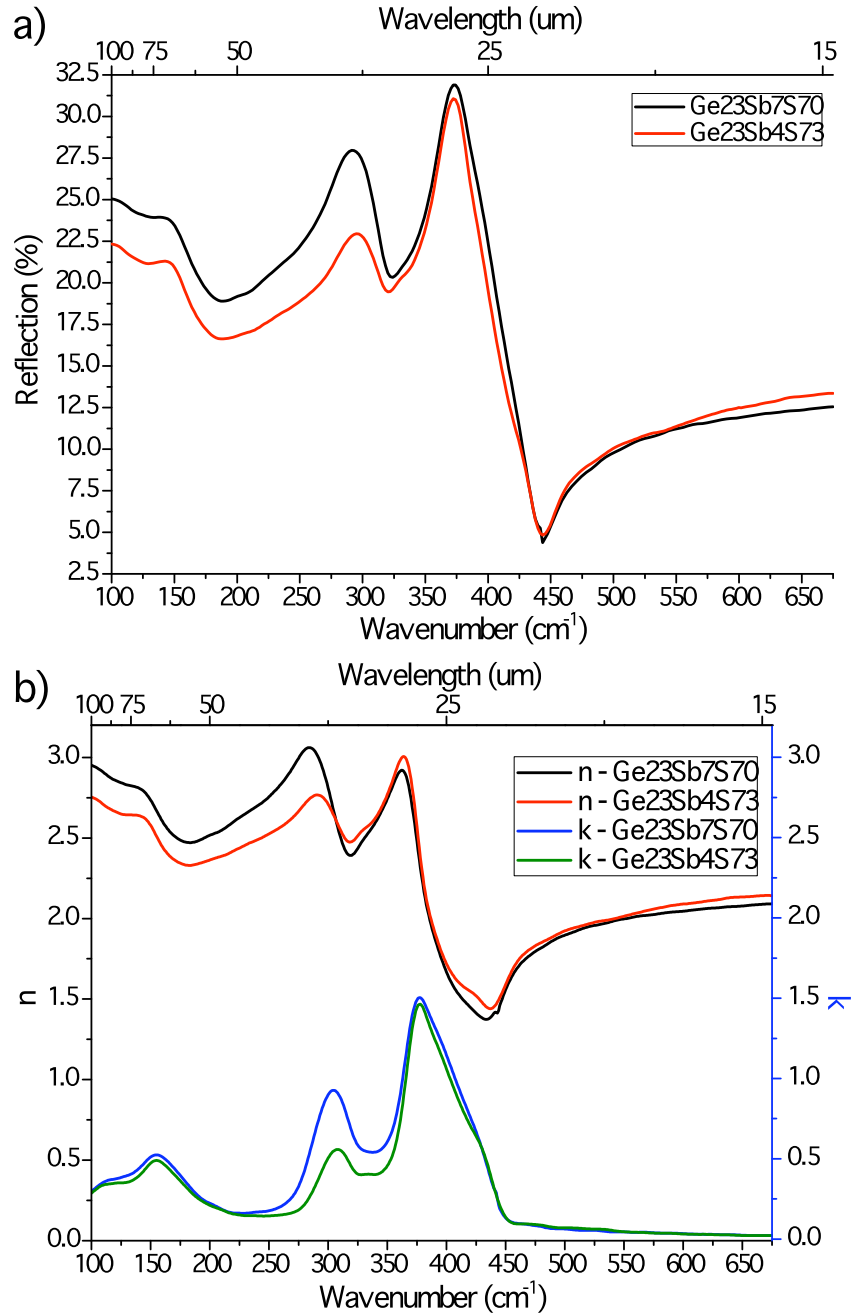 a)
Wavelength (um)
100 75 50 25 15
32.5
30.0
27.5
25.0
22.5
20.0
17.5
15.0
12.5
10.0
7.5
5.0
2.5
Reflection (%)
Ge23Sb7S70
Ge23Sb4S73
100 150 200 250 300 350 400 450 500 550 600 650
Wavenumber (cm-1)
b)
Wavelength (um)
100 75 50 25 15
3.0
2.5
2.0
1.5
1.0
0.5
0.0
n
n - Ge23Sb7S70
n - Ge23Sb4S73
k - Ge23Sb7S70
k - Ge23Sb4S73
3.0
2.5
2.0
1.5
1.0
0.5
0.0
k
100 150 200 250 300 350 400 450 500 550 600 650
Wavenumber (cm-1)